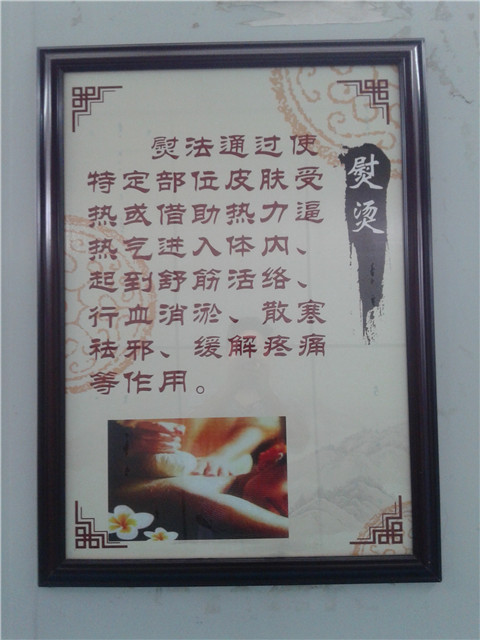 熨烫
熨法通过使
特定部位皮肤受
热或借助热力逼
热气进入体内、
起到舒筋活络、
行血消淤、散寒
祛邪、缓解疼痛
等作用。